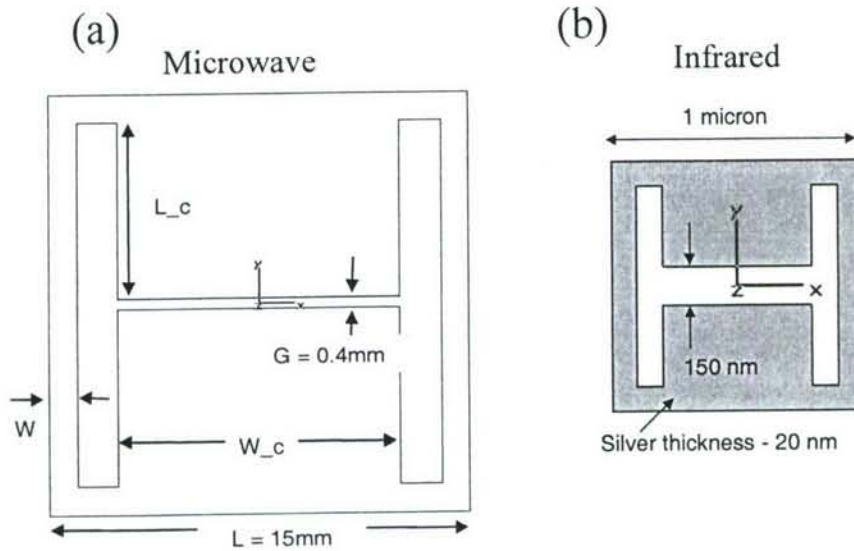 (a)
Microwave
L_c
Y
Z
x
G = 0.4mm
W
W_c
L = 15mm
(b)
Infrared
1 micron
Y
Z
X
150 nm
Silver thickness - 20 nm